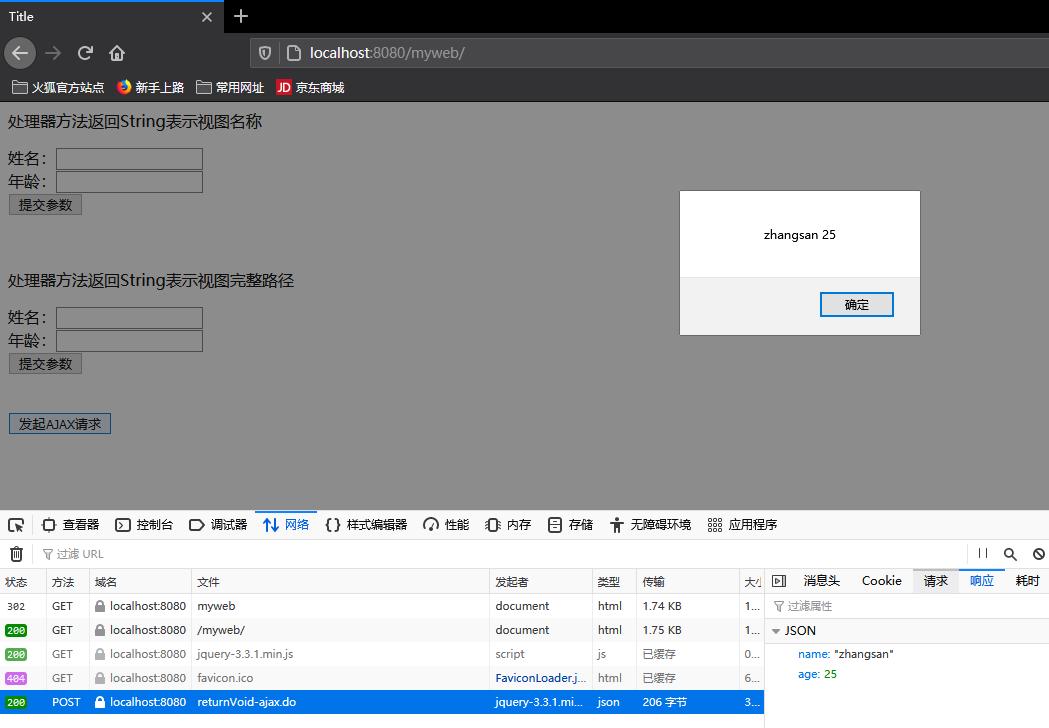 Title
localhost:8080/myweb/
火狐官方站点 新手上路 常用网址 JD 京东商城
处理器方法返回String表示视图名称
姓名：
年龄：
提交参数
zhangsan 25
确定
处理器方法返回String表示视图完整路径
姓名：
年龄：
提交参数
发起AJAX请求
查看器 控制台 调试器 网络 样式编辑器 性能 内存 存储 无障碍环境 应用程序
过滤 URL
状态 方法 域名 文件 发起者 类型 传输 大小 消息头 Cookie 请求 响应 耗时
302 GET localhost:8080 myweb document html 1.74 KB 1...
200 GET localhost:8080 /myweb/ document html 1.75 KB 1...
200 GET localhost:8080 jquery-3.3.1.min.js script js 已缓存 0...
404 GET localhost:8080 favicon.ico FaviconLoader.j... html 已缓存 6...
200 POST localhost:8080 returnVoid-ajax.do jquery-3.3.1.mi... json 206 字节 3...
过滤属性
JSON
name: "zhangsan"
age: 25